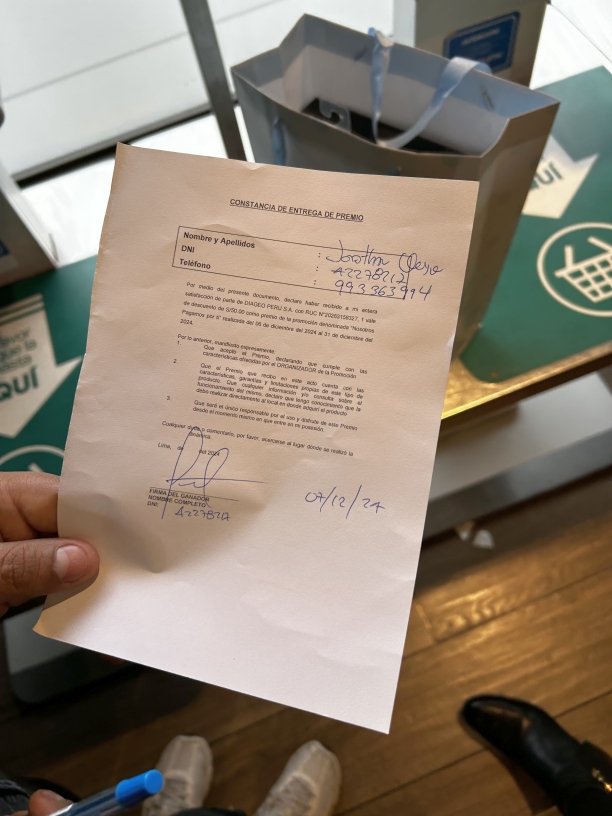 CONSTANCIA DE ENTREGA DE PREMIO
Nombre y Apellidos :
DNI : A2278212
Teléfono : 993363994
Por medio del presente documento, declaro haber recibido a mi entera
satisfacción de parte de DIAGEO PERU S.A. con RUC 1 vale
de descuento de S/50.00 como premio de la promoción denominada "Nosotros
Pagamos por ti" realizada del 05 de diciembre del 2024 al 31 de diciembre del
2024.
Por lo anterior, manifiesto expresamente:
1. Que acepto el Premio, declarando que cumple con las
características ofrecidas por el ORGANIZADOR de la Promoción
2. Que el Premio que recibo en este acto cuenta con las
características, garantías y limitaciones propias de este tipo de
producto. Que cualquier información y/o consulta sobre el
funcionamiento del mismo, declaro que tengo conocimiento que la
debo realizar directamente al local en donde adquirí el producto
3. Que seré el único responsable por el uso y disfrute de este Premio
desde el momento mismo en que entre en mi posesión.
Cualquier duda o comentario, por favor, acercarse al lugar donde se realizó la
dinámica.
Lima, de del 2024
FIRMA DEL GANADOR
NOMBRE COMPLETO
DNI:
07/12/24
QUÍ
QUÍ